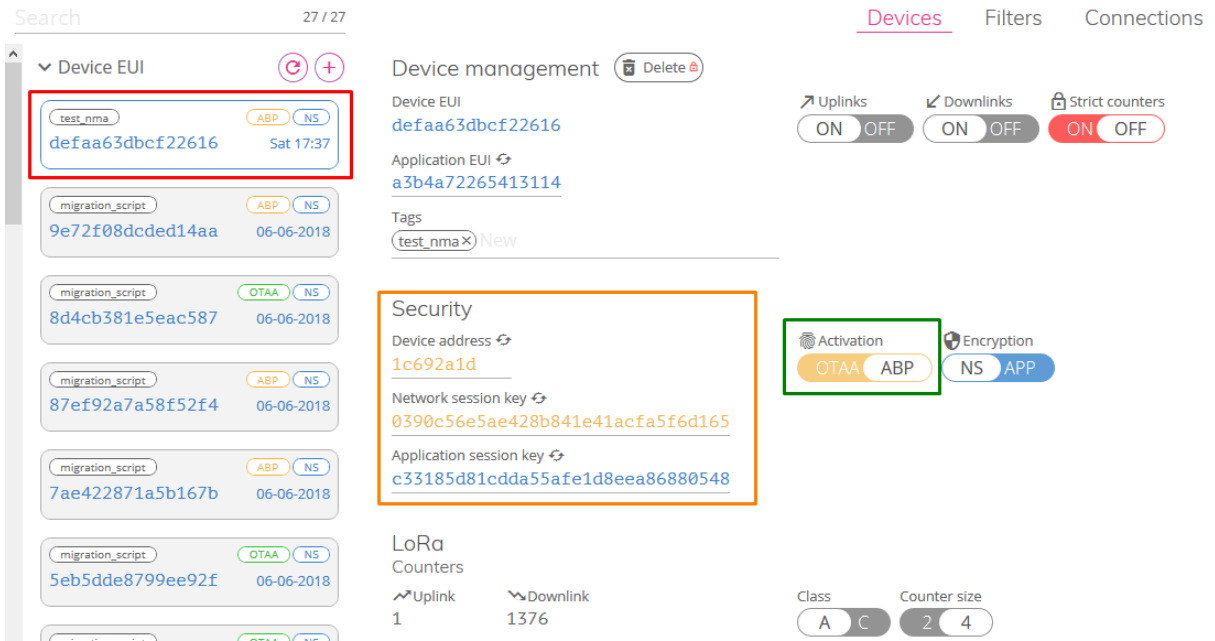 Search 27 / 27
Devices Filters Connections
Device EUI
test_nma ABP NS
defaa63dbcf22616 Sat 17:37
migration_script ABP NS
9e72f08dcded14aa 06-06-2018
migration_script OTAA NS
8d4cb381e5eac587 06-06-2018
migration_script ABP NS
87ef92a7a58f52f4 06-06-2018
migration_script ABP NS
7ae422871a5b167b 06-06-2018
migration_script OTAA NS
5eb5dde8799ee92f 06-06-2018
migration_script OTAA NS
Device management Delete
Device EUI
defaa63dbcf22616
Uplinks Downlinks Strict counters
ON OFF ON OFF ON OFF
Application EUI
a3b4a72265413114
Tags
test_nma × New
Security
Device address
1c692a1d
Activation Encryption
OTAA ABP NS APP
Network session key
0390c56e5ae428b841e41acfa5f6d165
Application session key
c33185d81cdda55afe1d8eea86880548
LoRa
Counters
Uplink Downlink
1 1376
Class Counter size
A C 2 4